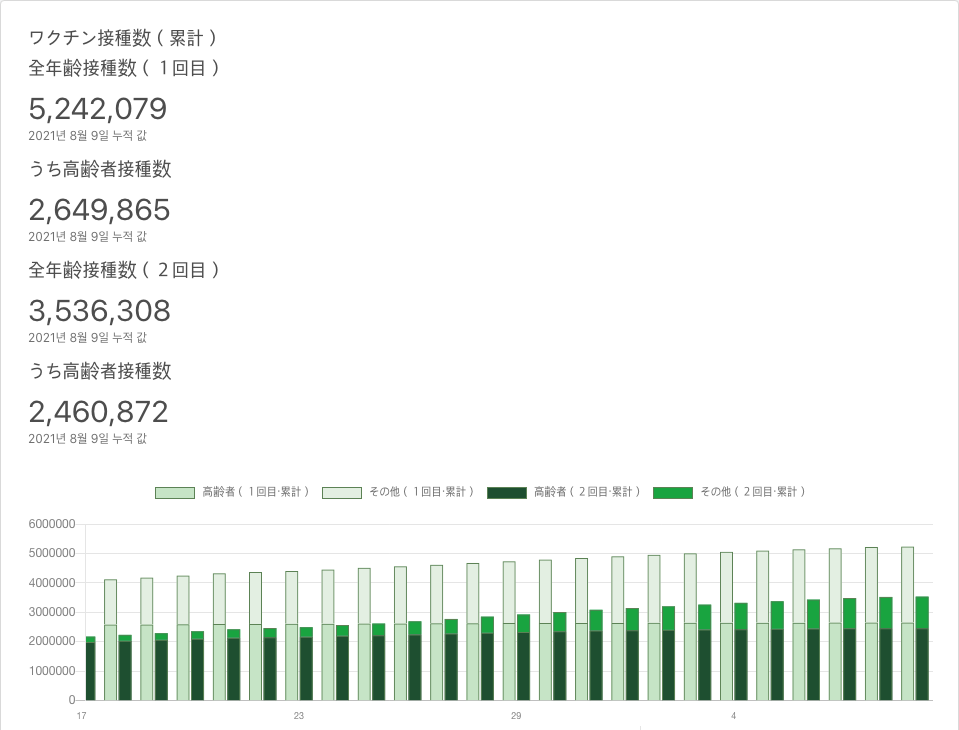 ワクチン接種数（累計）
全年齢接種数（１回目）
5,242,079
2021년 8월 9일 누적 값
うち高齢者接種数
2,649,865
2021년 8월 9일 누적 값
全年齢接種数（２回目）
3,536,308
2021년 8월 9일 누적 값
うち高齢者接種数
2,460,872
2021년 8월 9일 누적 값
高齢者（１回目·累計） その他（１回目·累計） 高齢者（２回目·累計） その他（２回目·累計）
6000000
5000000
4000000
3000000
2000000
1000000
0
17 23 29 4